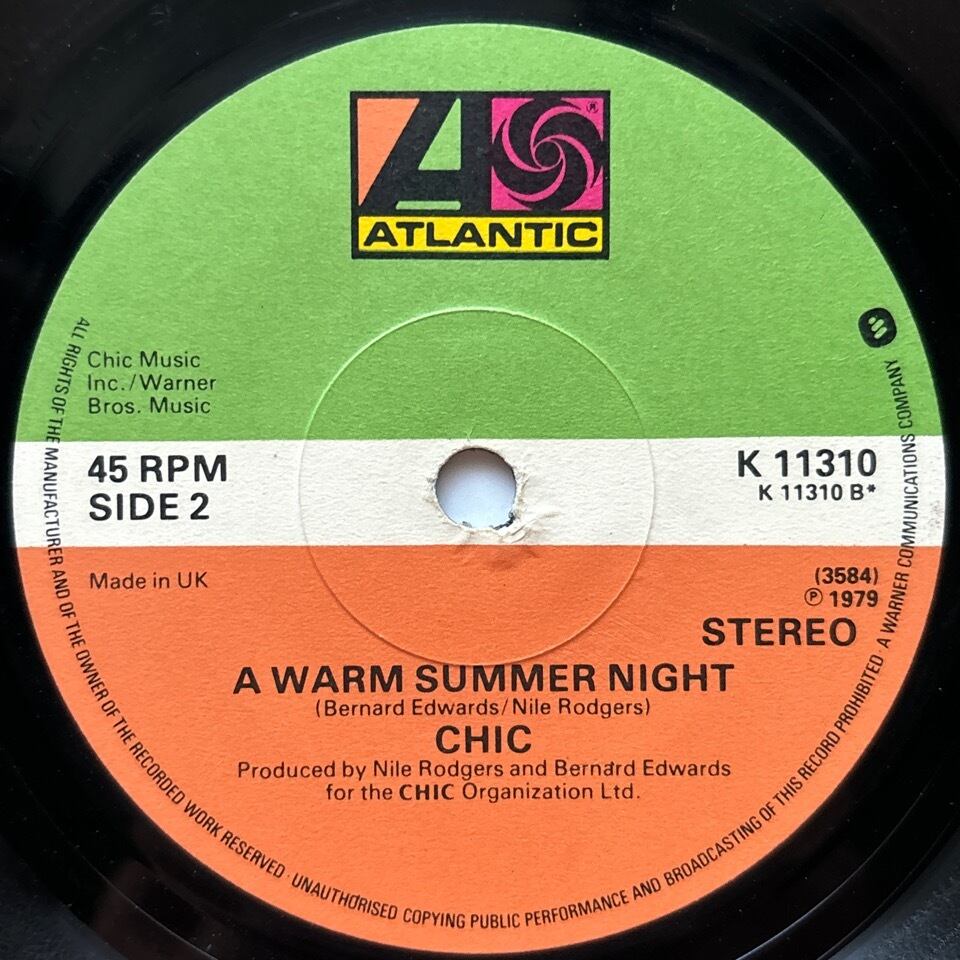 A
®
ATLANTIC
Chic Music
Inc./Warner
Bros. Music
45 RPM
SIDE 2
K 11310
K 11310 B*
Made in UK
(3584)
℗ 1979
STEREO
A WARM SUMMER NIGHT
(Bernard Edwards/Nile Rodgers)
CHIC
Produced by Nile Rodgers and Bernard Edwards
for the CHIC Organization Ltd.
ALL RIGHTS OF THE MANUFACTURER AND OF THE OWNER OF THE RECORDED WORK RESERVED · UNAUTHORISED COPYING PUBLIC PERFORMANCE AND BROADCASTING OF THIS RECORD PROHIBITED · A WARNER COMMUNICATIONS COMPANY